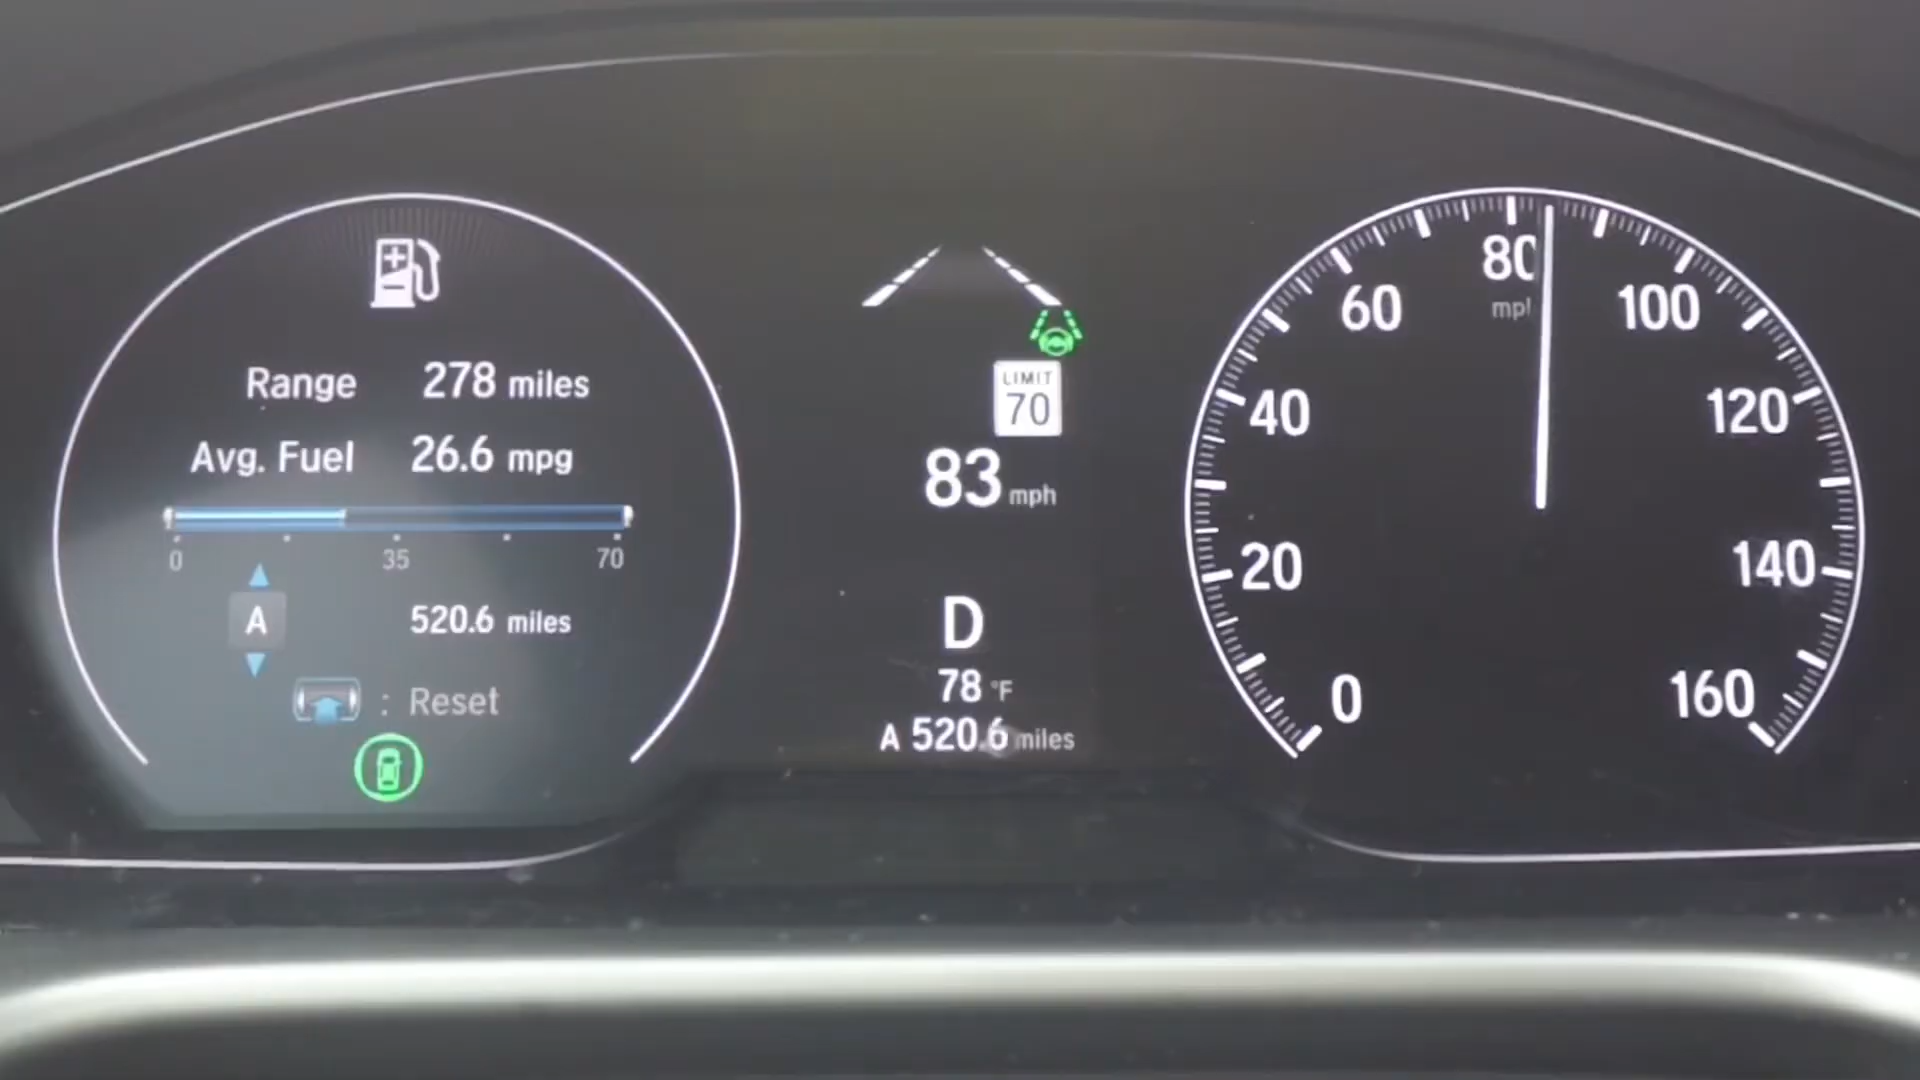 Range 278 miles
Avg. Fuel 26.6 mpg
0 35 70
A 520.6 miles
: Reset
LIMIT
70
83 mph
D
78 °F
A 520.6 miles
0
20
40
60
80
100
120
140
160